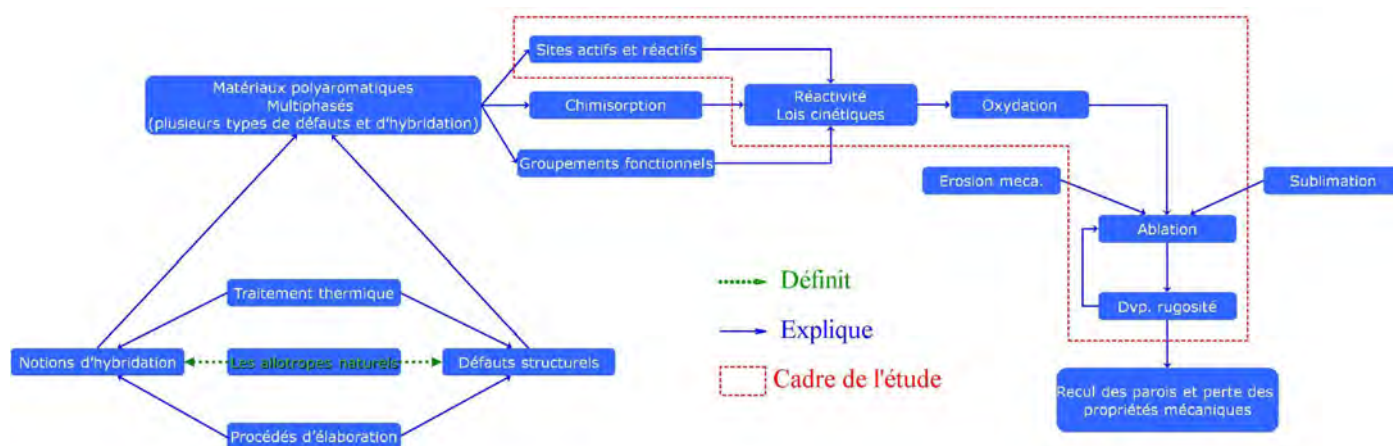 Sites actifs et réactifs
Matériaux polyaromatiques
Multiphasés
(plusieurs types de défauts et d'hybridation)
Chimisorption
Réactivité
Lois cinétiques
Oxydation
Groupements fonctionnels
Erosion meca.
Sublimation
Ablation
Traitement thermique
Définit
Dvp. rugosité
Explique
Notions d'hybridation
Les allotropes naturels
Défauts structurels
Cadre de l'étude
Recul des parois et perte des
propriétés mécaniques
Procédés d'élaboration